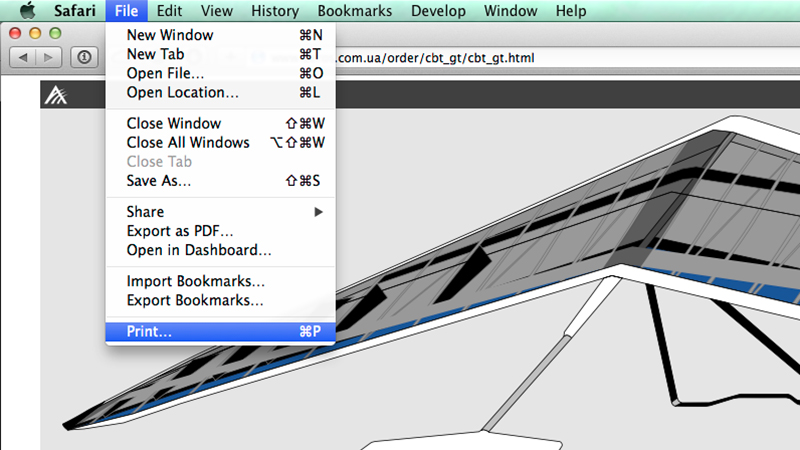 Safari File Edit View History Bookmarks Develop Window Help
New Window ⌘N
New Tab ⌘T
Open File... ⌘O
Open Location... ⌘L
Close Window ⇧⌘W
Close All Windows ⌥⇧⌘W
Close Tab
Save As... ⇧⌘S
Share ▶
Export as PDF...
Open in Dashboard...
Import Bookmarks...
Export Bookmarks...
Print... ⌘P
.com.ua/order/cbt_gt/cbt_gt.html